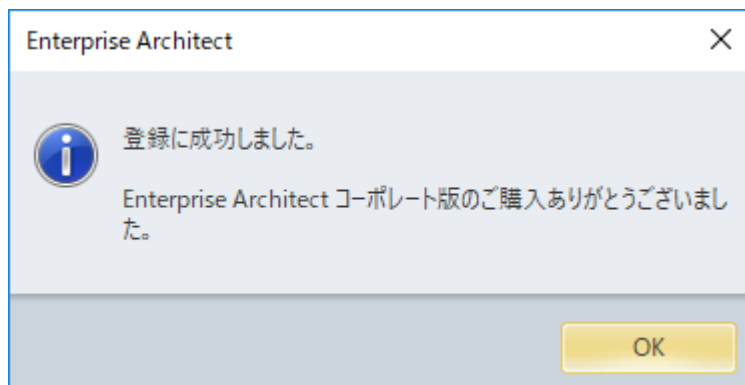 Enterprise Architect
登録に成功しました。
Enterprise Architect コーポレート版のご購入ありがとうございまし
た。
OK